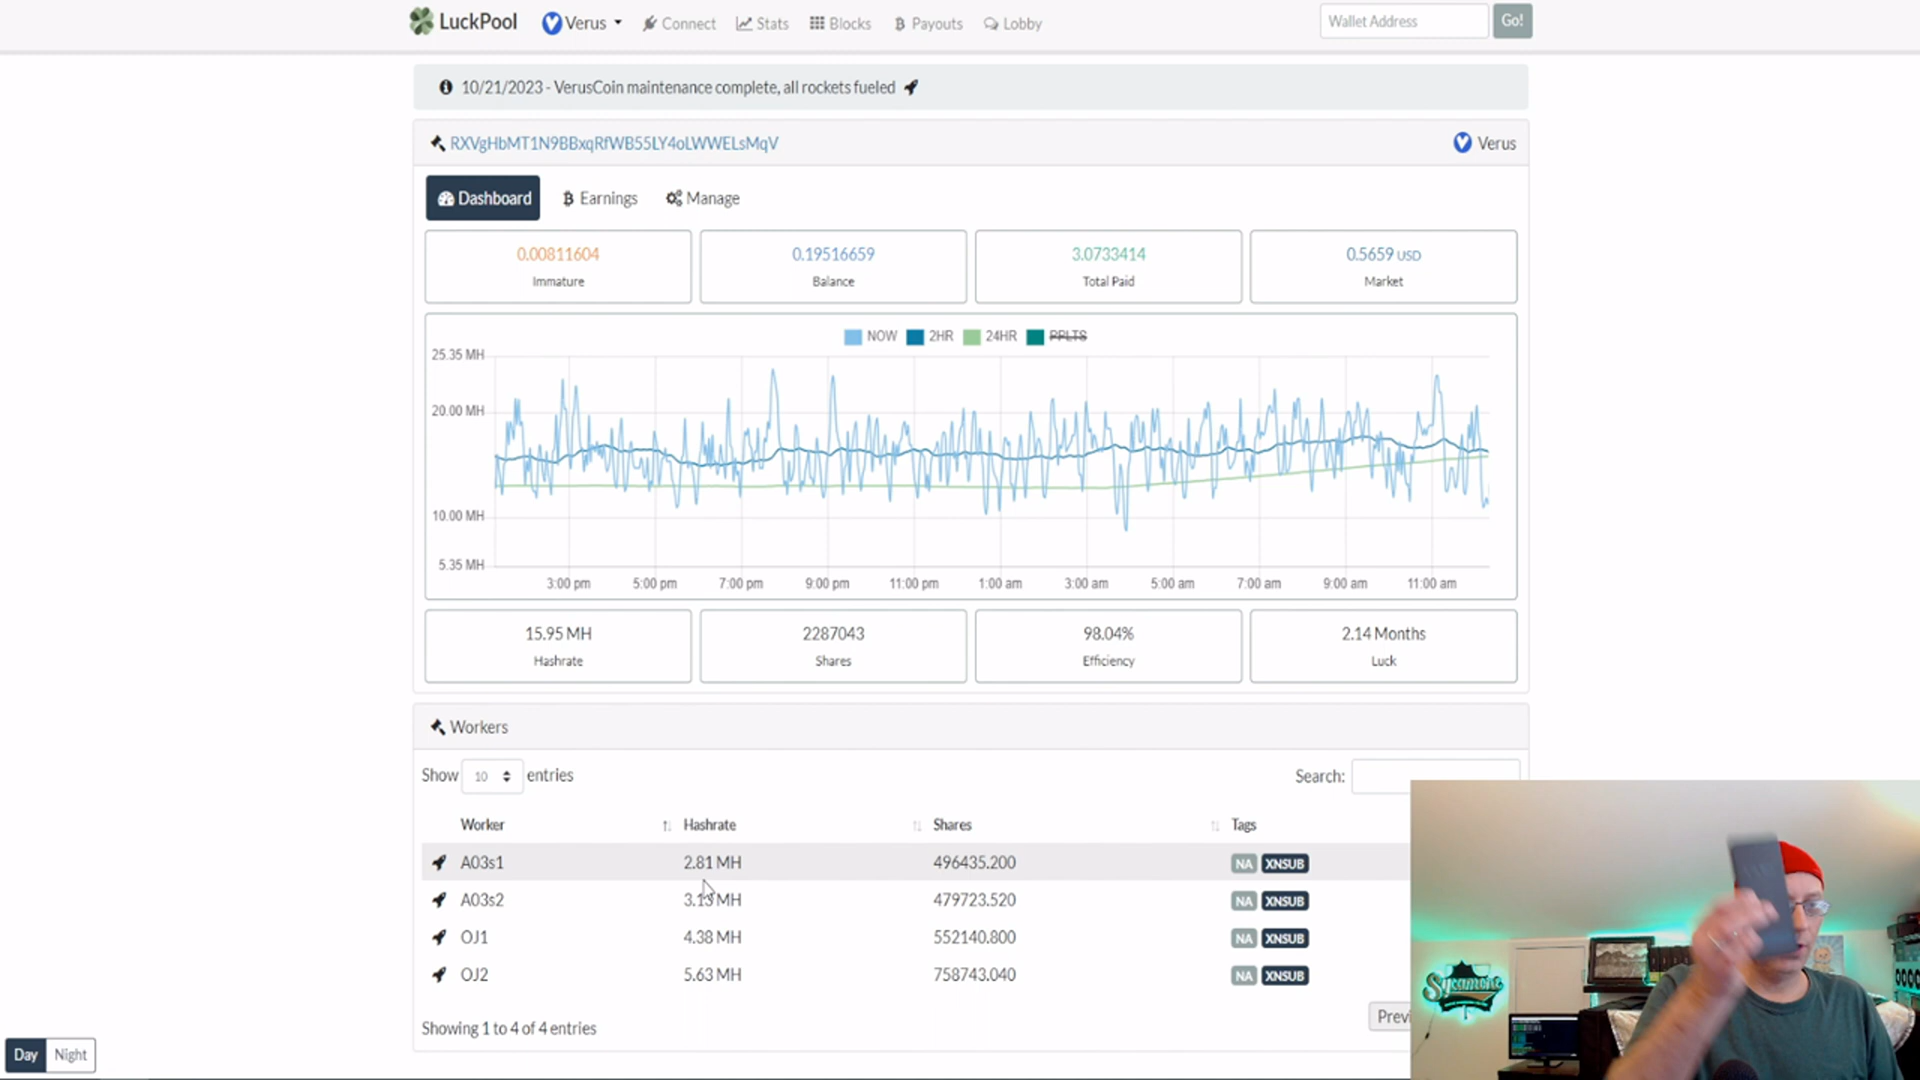 LuckPool Verus Connect Stats Blocks Payouts Lobby Wallet Address Go!
10/21/2023 - VerusCoin maintenance complete, all rockets fueled
RXVgHbMT1N9BBxqRfWB55LY4oLWWELsMqV Verus
Dashboard Earnings Manage
0.00811604 0.19516659 3.0733414 0.5659 USD
Immature Balance Total Paid Market
NOW 2HR 24HR PPLTS
25.35 MH
20.00 MH
10.00 MH
5.35 MH
3:00 pm 5:00 pm 7:00 pm 9:00 pm 11:00 pm 1:00 am 3:00 am 5:00 am 7:00 am 9:00 am 11:00 am
15.95 MH 2287043 98.04% 2.14 Months
Hashrate Shares Efficiency Luck
Workers
Show 10 entries Search:
Worker Hashrate Shares Tags
A03s1 2.81 MH 496435.200 NA XNSUB
A03s2 3.13 MH 479723.520 NA XNSUB
OJ1 4.38 MH 552140.800 NA XNSUB
OJ2 5.63 MH 758743.040 NA XNSUB
Showing 1 to 4 of 4 entries Previ
Sycamore
Day Night